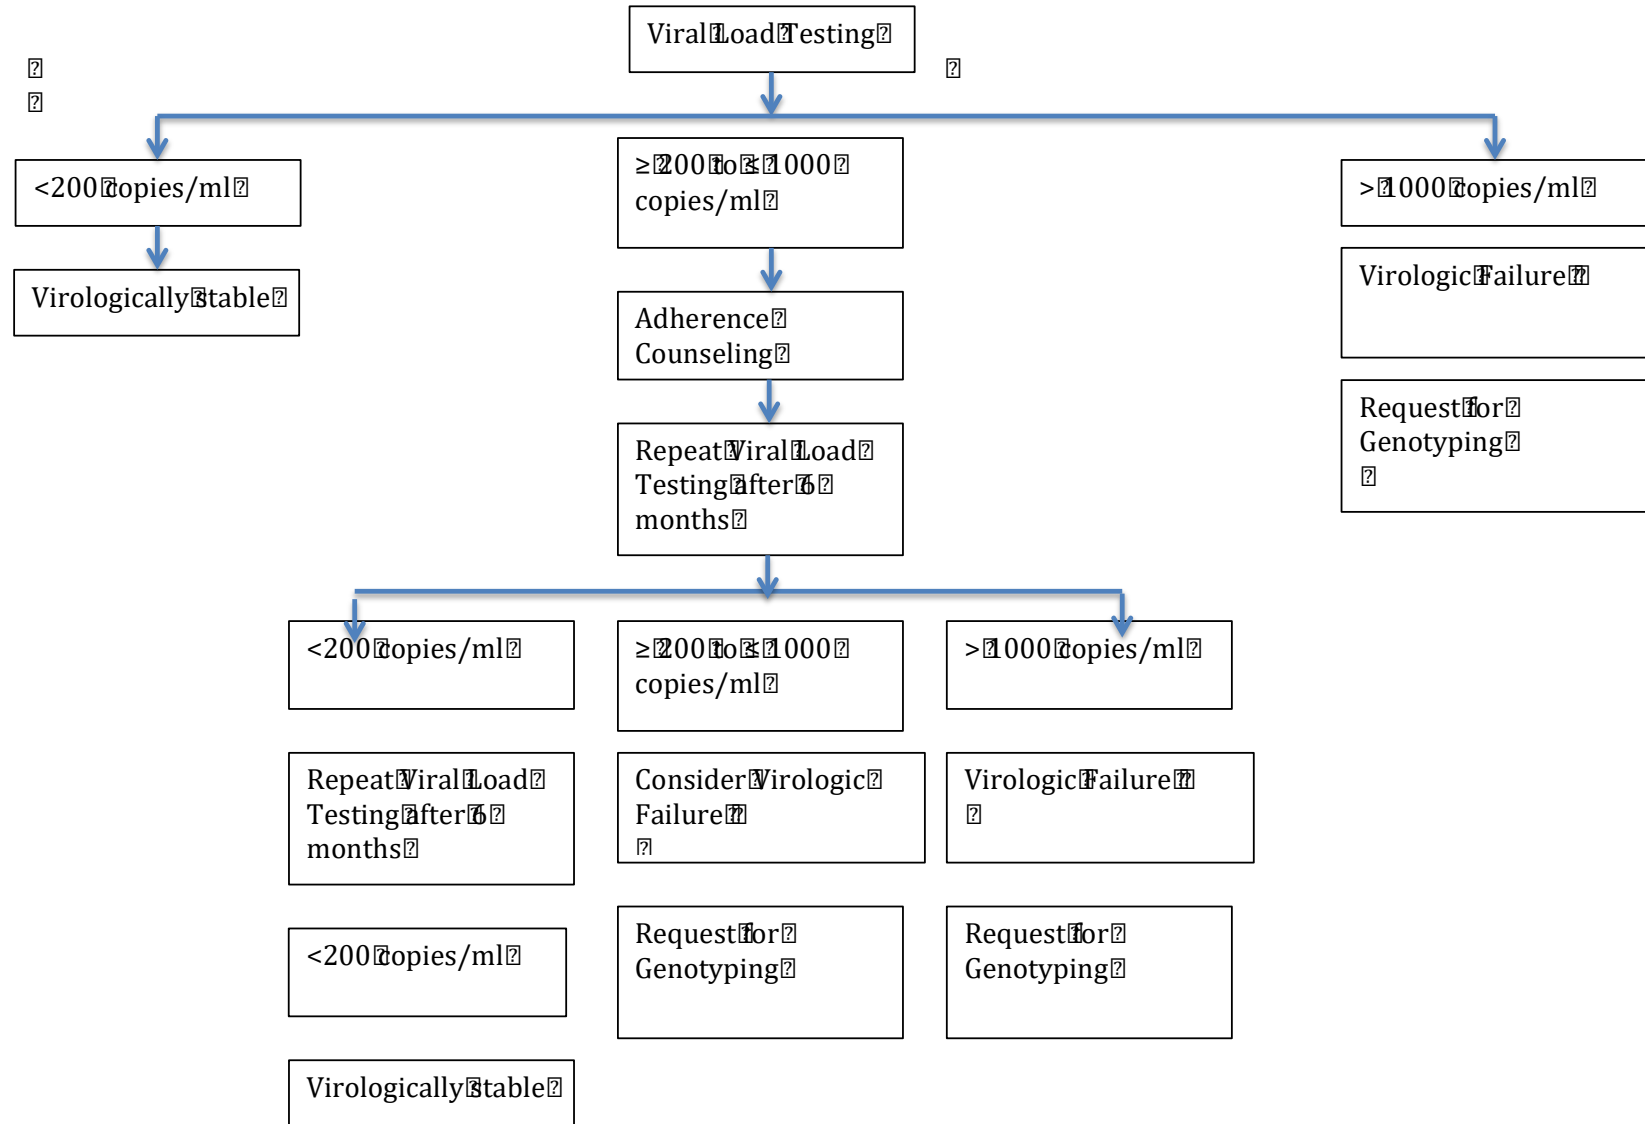 Viral Load Testing
<200 copies/ml
≥ 200 to ≤ 1000
copies/ml
> 1000 copies/ml
Virologically stable
Adherence
Counseling
Virologic Failure
Request for
Genotyping
Repeat Viral Load
Testing after 6
months
<200 copies/ml
≥ 200 to ≤ 1000
copies/ml
> 1000 copies/ml
Repeat Viral Load
Testing after 6
months
Consider Virologic
Failure
Virologic Failure
<200 copies/ml
Request for
Genotyping
Request for
Genotyping
Virologically stable